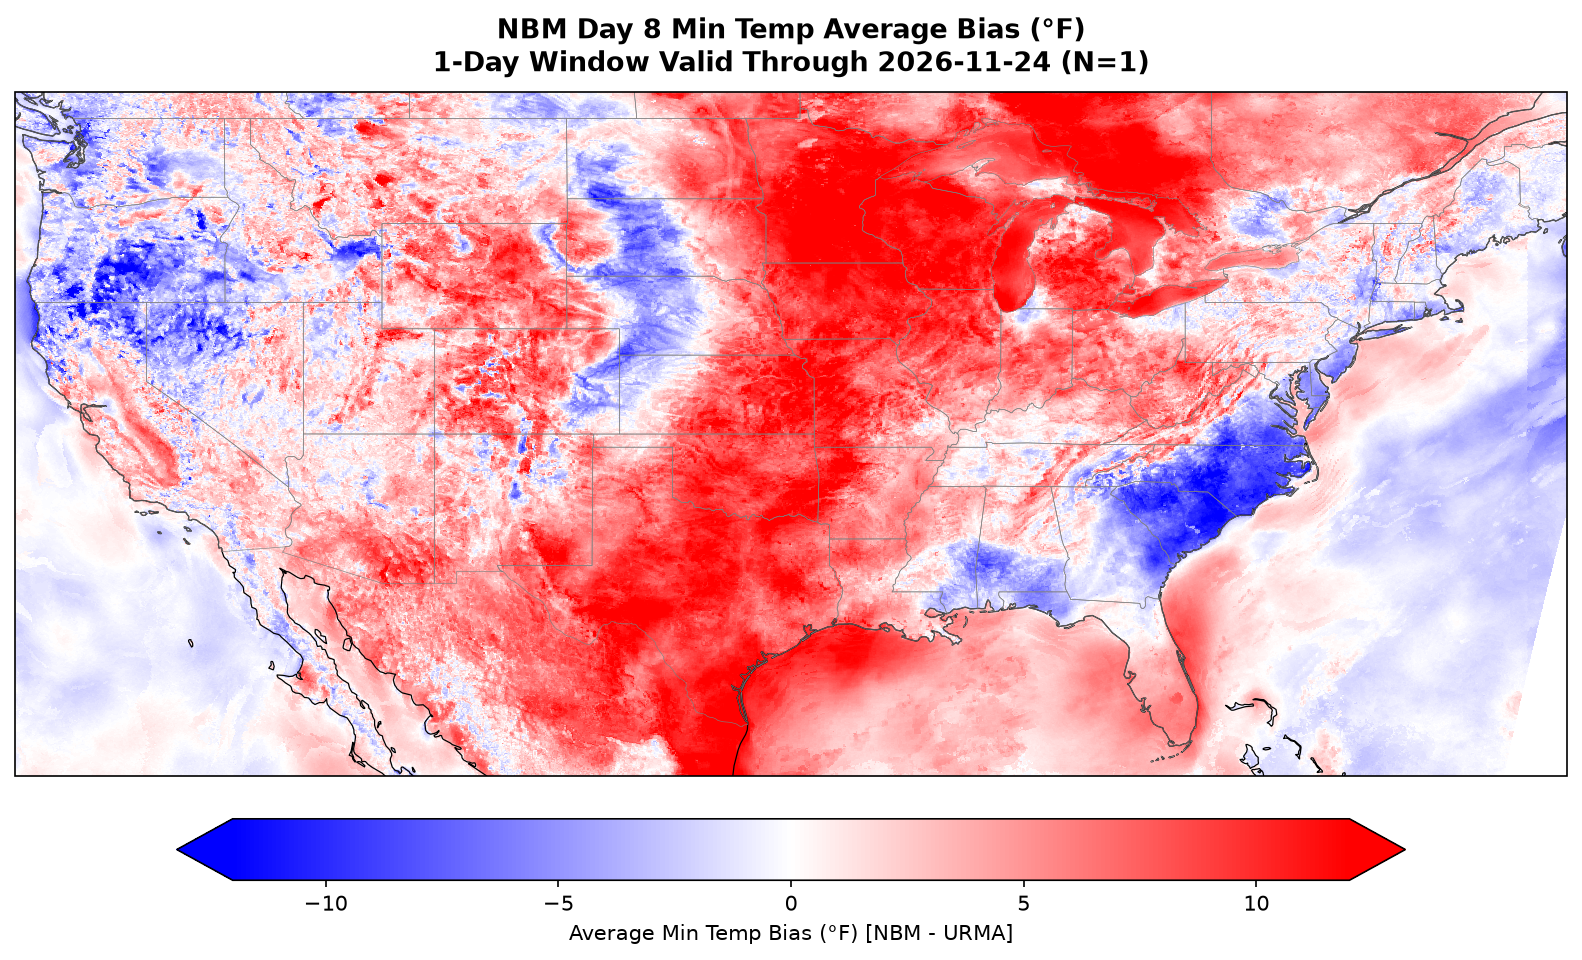 NBM Day 8 Min Temp Average Bias (°F)
1-Day Window Valid Through 2026-11-24 (N=1)
−10 −5 0 5 10
Average Min Temp Bias (°F) [NBM - URMA]